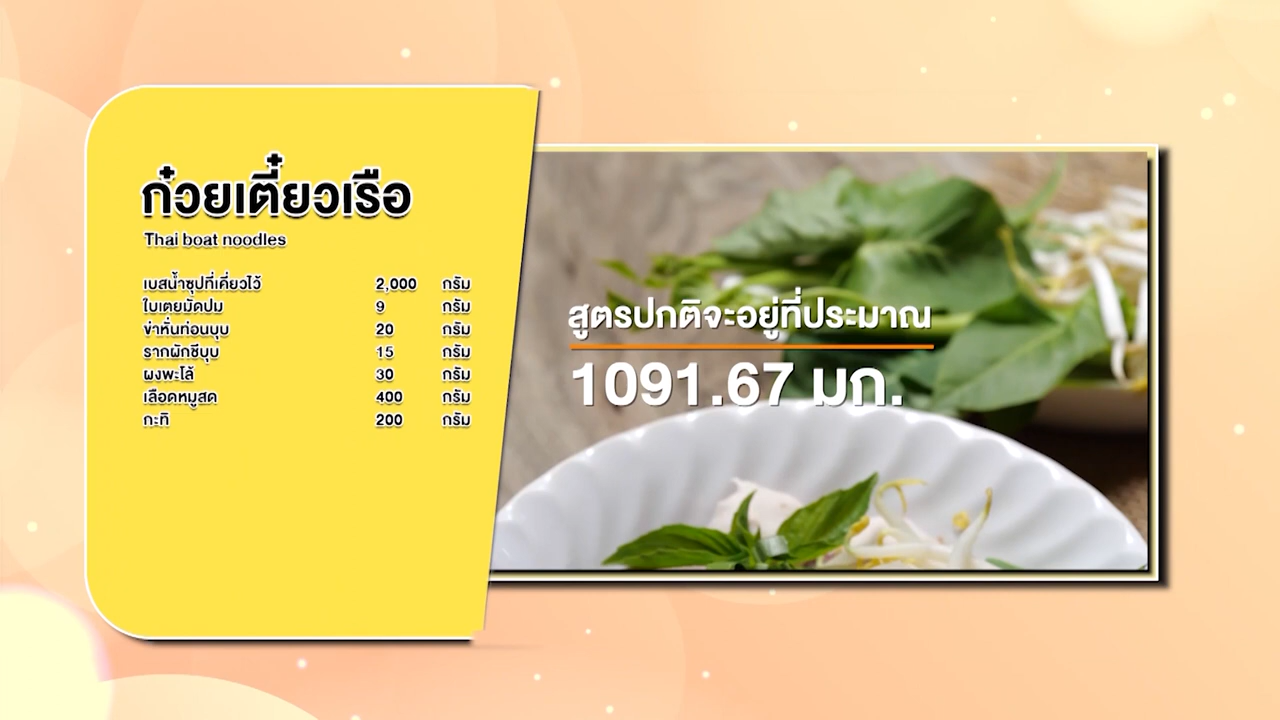 ก๋วยเตี๋ยวเรือ
Thai boat noodles
เบสน้ำซุปที่เคี่ยวไว้ 2,000 กรัม
ใบเตยมัดปม 9 กรัม
ข่าหั่นท่อนบุบ 20 กรัม
รากผักชีบุบ 15 กรัม
ผงพะโล้ 30 กรัม
เลือดหมูสด 400 กรัม
กะทิ 200 กรัม
สูตรปกติจะอยู่ที่ประมาณ
1091.67 มก.